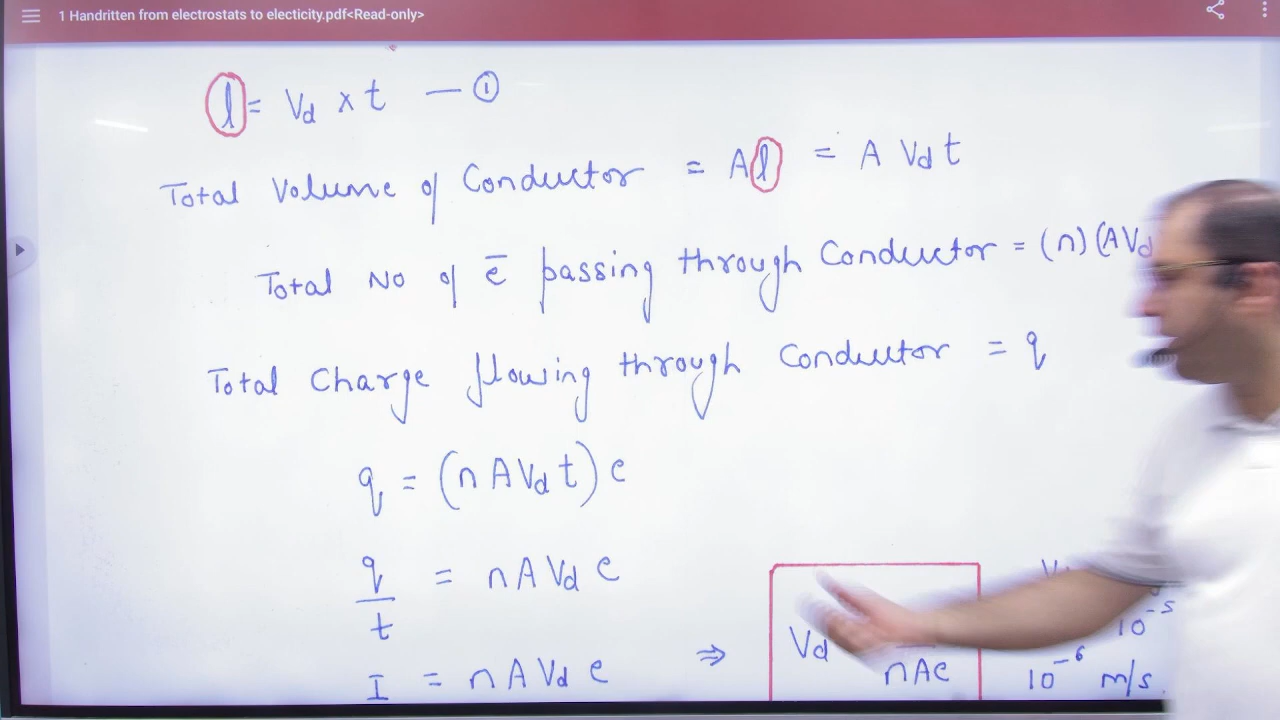 1 Handritten from electrostats to electicity.pdf<Read-only>
l = Vd × t — ①
Total Volume of Conductor = Al = A Vd t
Total No of e̅ passing through Conductor = (n) (AVd
Total Charge flowing through Conductor = q
q = (n A Vd t) e
q/t = n A Vd e
I = n A Vd e ⇒ Vd nAe
10⁻⁵
10⁻⁶ m/s.